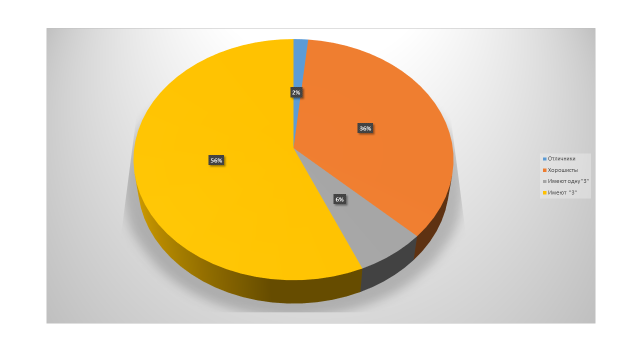 2%
36%
56%
6%
Отличники
Хорошисты
Имеют одну "3"
Имеют "3"